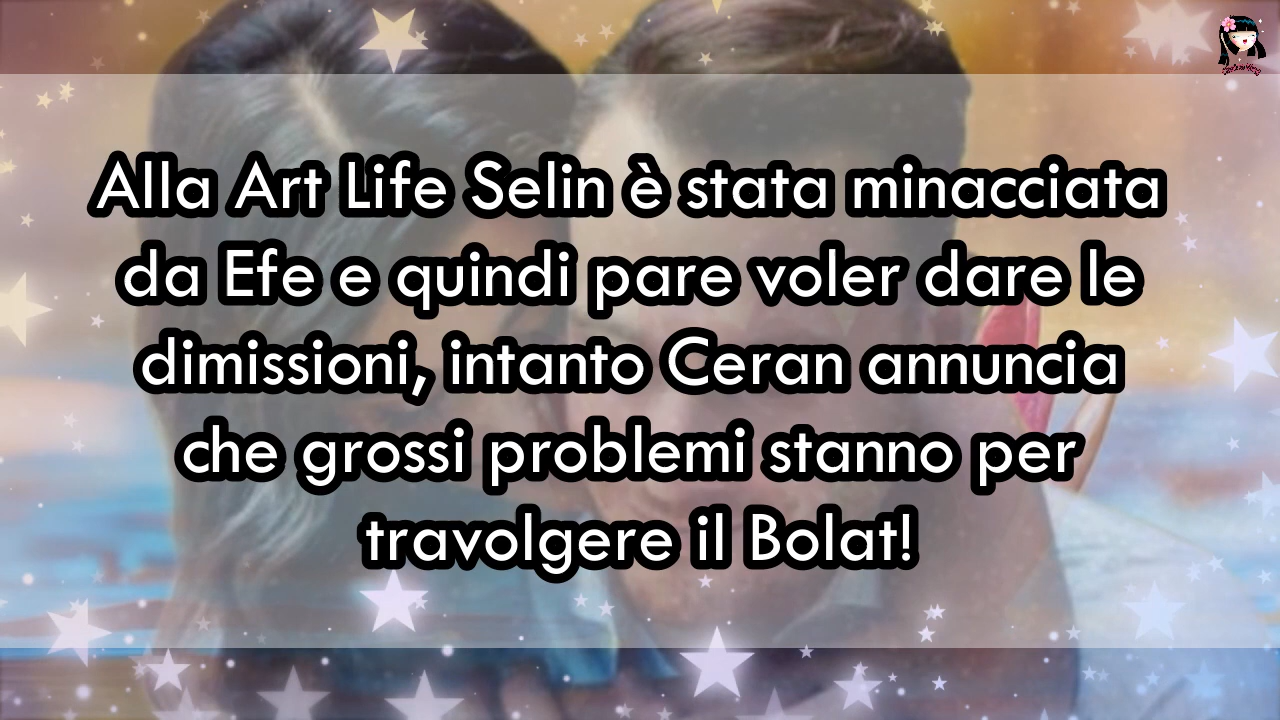 Alla Art Life Selin è stata minacciata
da Efe e quindi pare voler dare le
dimissioni, intanto Ceran annuncia
che grossi problemi stanno per
travolgere il Bolat!